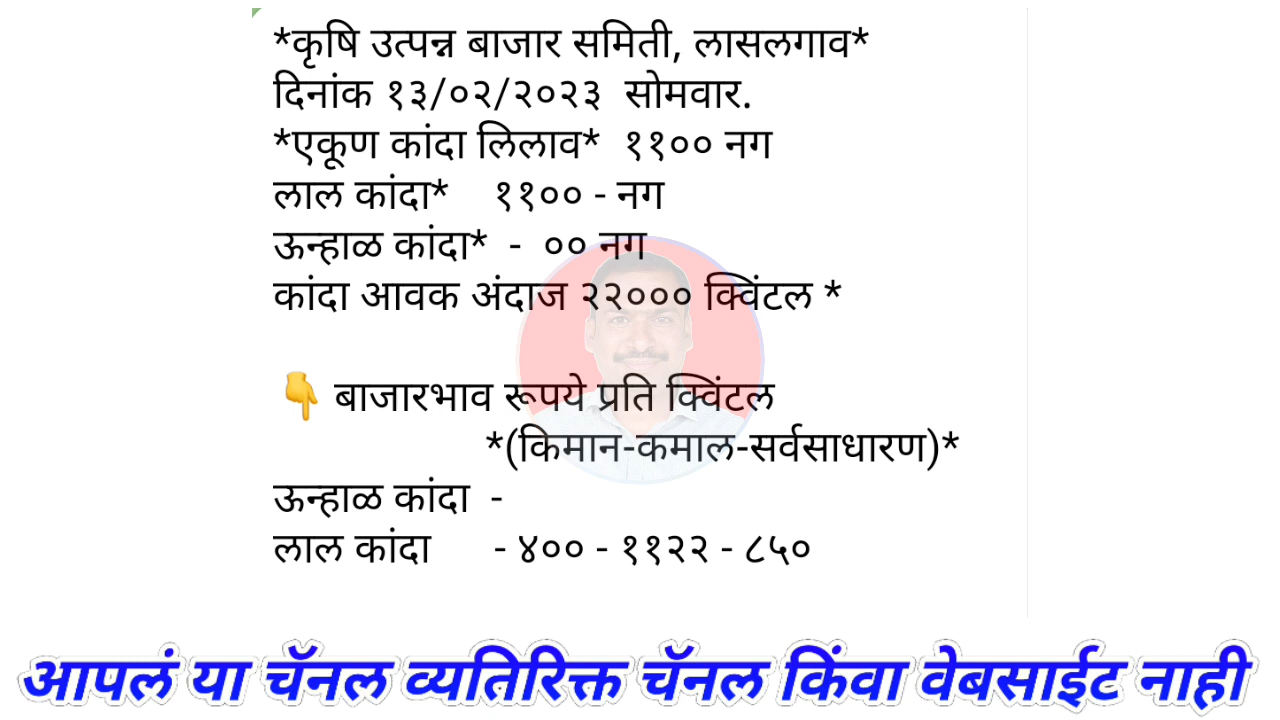 *कृषि उत्पन्न बाजार समिती, लासलगाव*
दिनांक १३/०२/२०२३  सोमवार.
*एकूण कांदा लिलाव*  ११०० नग
लाल कांदा*    ११०० - नग
ऊन्हाळ कांदा*  -  ०० नग
कांदा आवक अंदाज २२००० क्विंटल *
👇 बाजारभाव रूपये प्रति क्विंटल
*(किमान-कमाल-सर्वसाधारण)*
ऊन्हाळ कांदा  -
लाल कांदा      - ४०० - ११२२ - ८५०
आपलं या चॅनल व्यतिरिक्त चॅनल किंवा वेबसाईट नाही